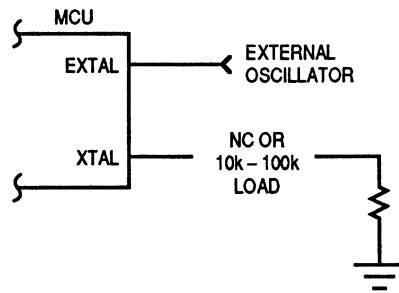 MCU
EXTAL
EXTERNAL
OSCILLATOR
XTAL
NC OR
10k – 100k
LOAD